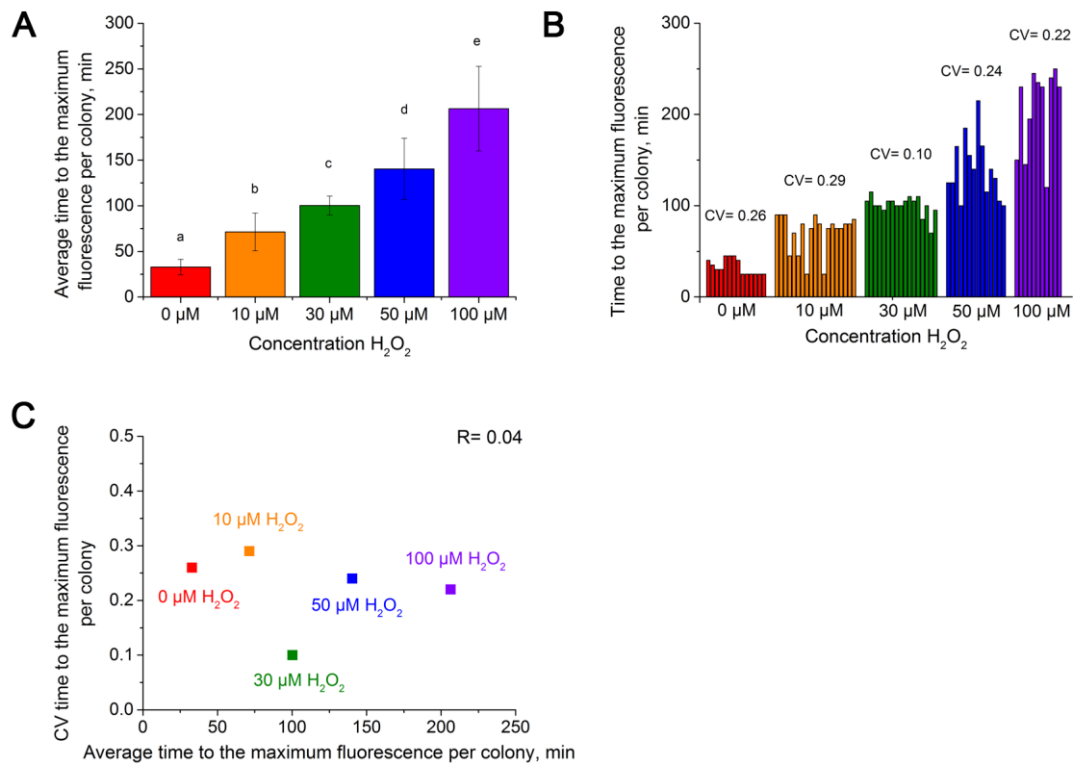 A
Average time to the maximum
fluorescence per colony, min
300
250
200
150
100
50
0
a
b
c
d
e
0 µM
10 µM
30 µM
50 µM
100 µM
Concentration H₂O₂
B
Time to the maximum fluorescence
per colony, min
300
200
100
0
CV= 0.26
CV= 0.29
CV= 0.10
CV= 0.24
CV= 0.22
0 µM
10 µM
30 µM
50 µM
100 µM
Concentration H₂O₂
C
CV time to the maximum fluorescence
per colony
0.5
0.4
0.3
0.2
0.1
0.0
R= 0.04
10 µM H₂O₂
0 µM H₂O₂
100 µM H₂O₂
50 µM H₂O₂
30 µM H₂O₂
0
50
100
150
200
250
Average time to the maximum fluorescence per colony, min